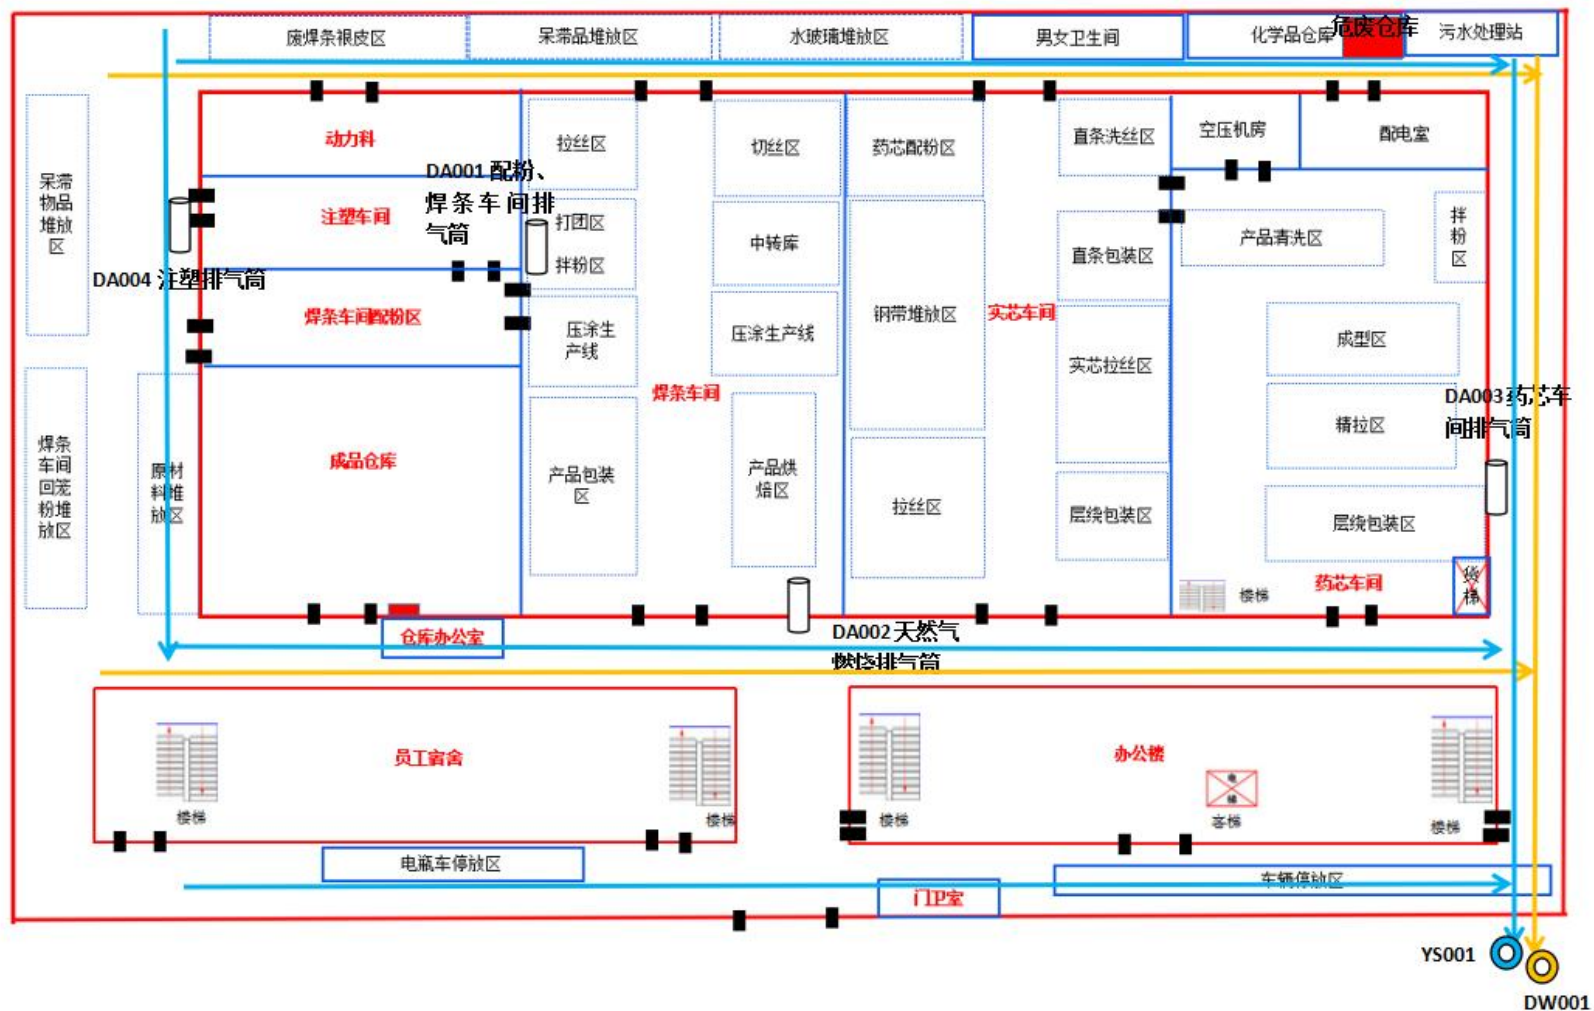 废焊条银皮区
呆滞品堆放区
水玻璃堆放区
男女卫生间
化学品仓库
危废仓库
污水处理站
动力科
拉丝区
切丝区
药芯配粉区
直条洗丝区
空压机房
配电室
呆滞
物品
堆放
区
DA001 配粉、
焊条车间排
气筒
注塑车间
打团区
拌粉区
中转库
直条包装区
产品清洗区
拌
粉
区
DA004 注塑排气筒
焊条车间配粉区
压涂生
产线
压涂生产线
钢带堆放区
实芯车间
实芯拉丝区
成型区
焊条车间
DA003 药芯车
间排气筒
精拉区
焊条
车间
回笼
粉堆
放区
原材
料堆
放区
成品仓库
产品包装
区
产品烘
焙区
拉丝区
层绕包装区
层绕包装区
药芯车间
货
梯
楼梯
仓库办公室
DA002 天然气
燃烧排气筒
员工宿舍
楼梯
楼梯
办公楼
楼梯
电
梯
客梯
楼梯
电瓶车停放区
门卫室
车辆停放区
YS001
DW001